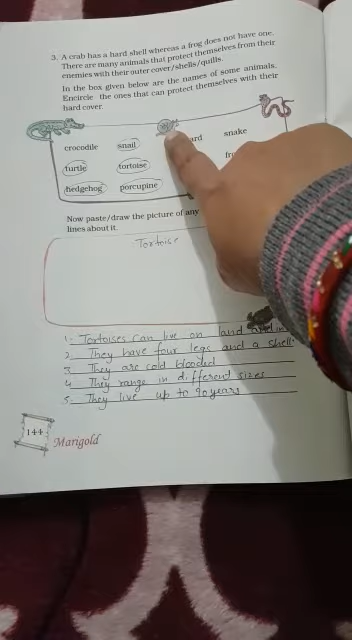 3. A crab has a hard shell whereas a frog does not have one.
There are many animals that protect themselves from their
enemies with their outer cover/shells/quills.
In the box given below are the names of some animals.
Encircle the ones that can protect themselves with their
hard cover.
crocodile snail snake
turtle tortoise
hedgehog porcupine
Now paste/draw the picture of any
lines about it.
Tortoise
1. Tortoises can live on land
2. They have four legs and a shell
3. They are cold blooded
4. They range in different sizes
5. They live up to 90 years
144
Marigold